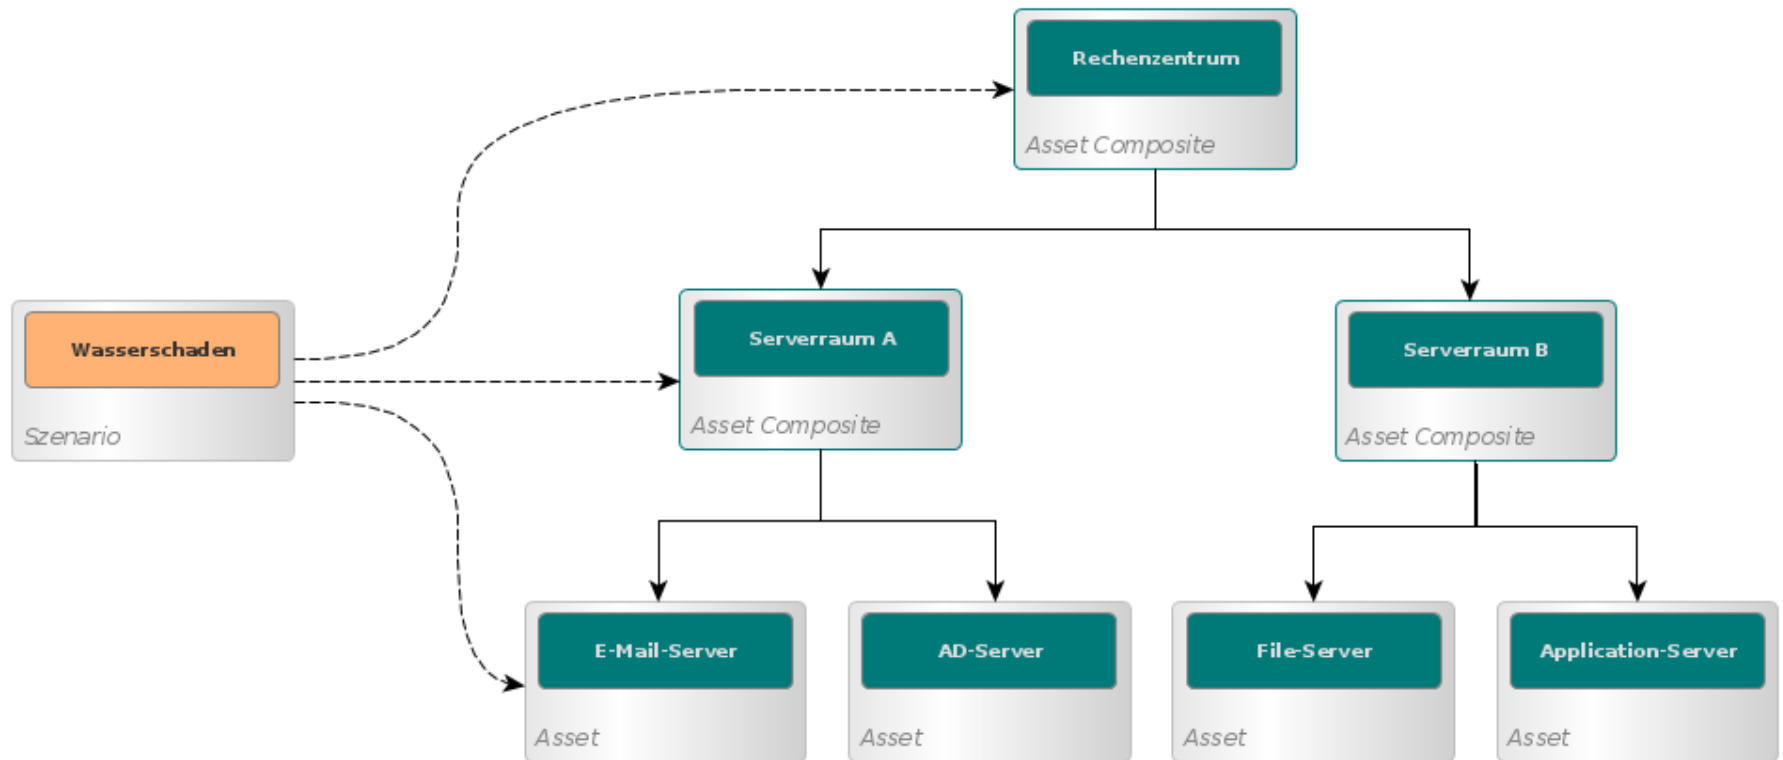 Rechenzentrum
Asset Composite
Wasserschaden
Szenario
Serverraum A
Asset Composite
Serverraum B
Asset Composite
E-Mail-Server
Asset
AD-Server
Asset
File-Server
Asset
Application-Server
Asset